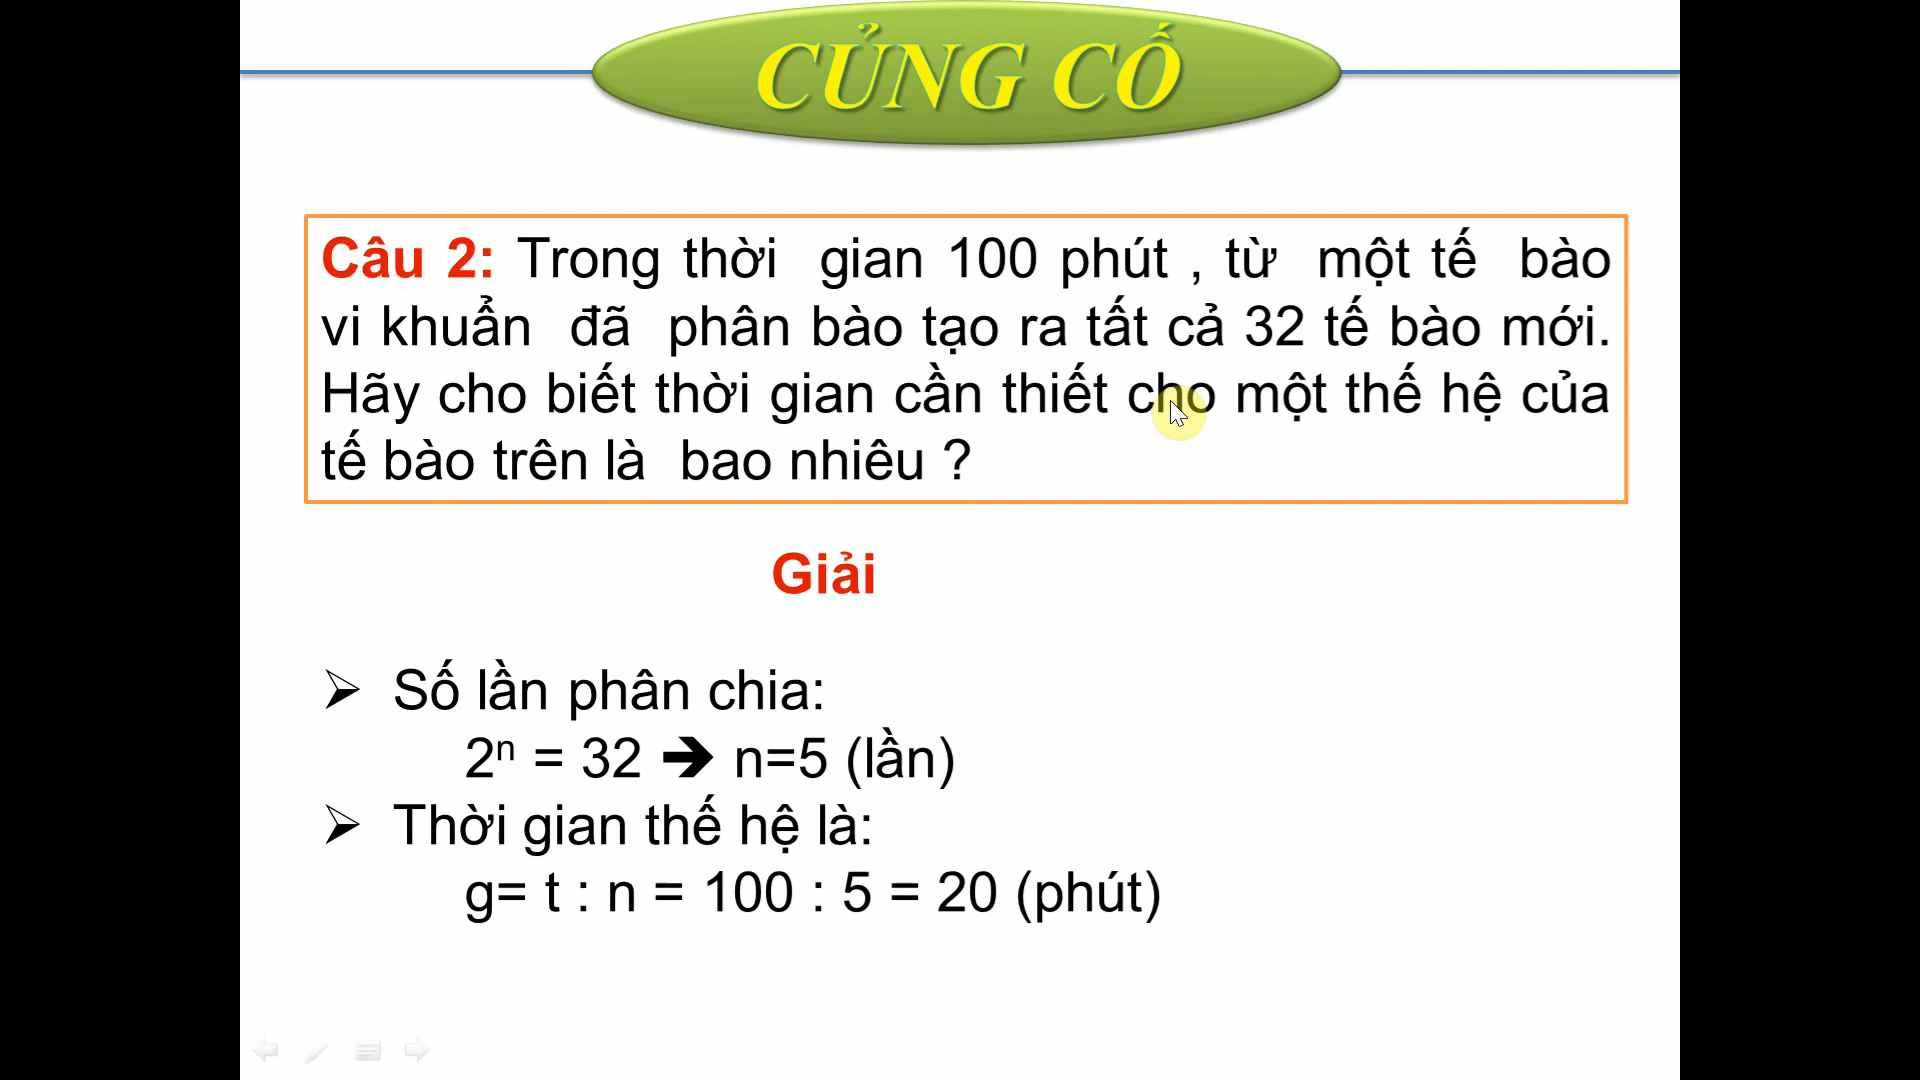 CỦNG CỐ
Câu 2: Trong thời gian 100 phút , từ một tế bào
vi khuẩn đã phân bào tạo ra tất cả 32 tế bào mới.
Hãy cho biết thời gian cần thiết cho một thế hệ của
tế bào trên là bao nhiêu ?
Giải
➢ Số lần phân chia:
2ⁿ = 32 ➔ n=5 (lần)
➢ Thời gian thế hệ là:
g= t : n = 100 : 5 = 20 (phút)